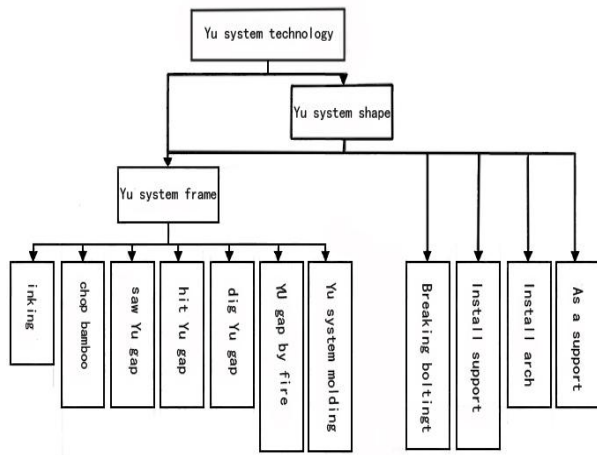 Yu system technology
Yu system shape
Yu system frame
inking
chop bamboo
saw Yu gap
hit Yu gap
dig Yu gap
YU gap by fire
Yu system molding
Breaking boltingt
Install support
Install arch
As a support